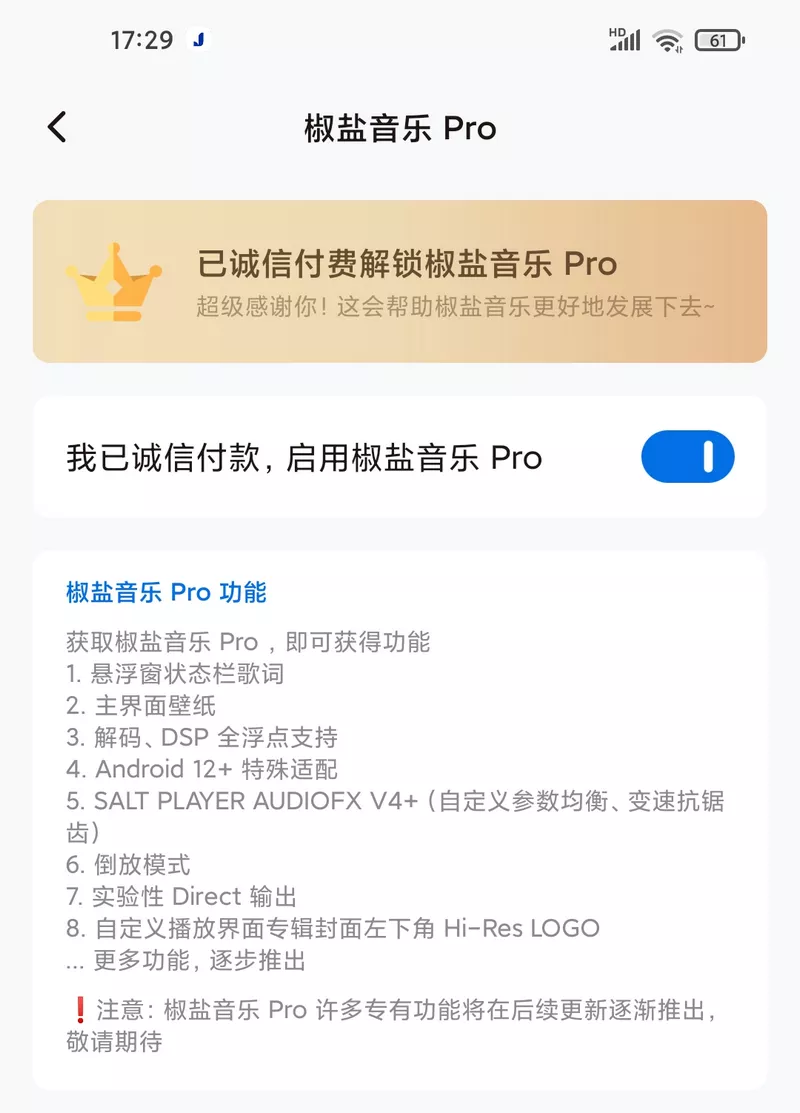 17:29
HD
61
椒盐音乐 Pro
已诚信付费解锁椒盐音乐 Pro
超级感谢你！这会帮助椒盐音乐更好地发展下去~
我已诚信付款，启用椒盐音乐 Pro
椒盐音乐 Pro 功能
获取椒盐音乐 Pro ，即可获得功能
1. 悬浮窗状态栏歌词
2. 主界面壁纸
3. 解码、DSP 全浮点支持
4. Android 12+ 特殊适配
5. SALT PLAYER AUDIOFX V4+（自定义参数均衡、变速抗锯
齿）
6. 倒放模式
7. 实验性 Direct 输出
8. 自定义播放界面专辑封面左下角 Hi-Res LOGO
... 更多功能，逐步推出
❗注意：椒盐音乐 Pro 许多专有功能将在后续更新逐渐推出，
敬请期待